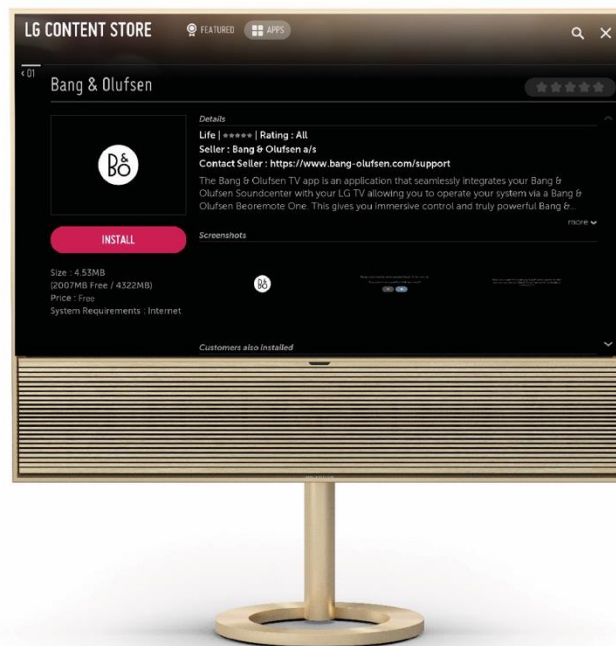 LG CONTENT STORE
FEATURED
APPS
< 01
Bang & Olufsen
Details
Life | ★★★★★ | Rating : All
Seller : Bang & Olufsen a/s
Contact Seller : https://www.bang-olufsen.com/support
The Bang & Olufsen TV app is an application that seamlessly integrates your Bang &
Olufsen Soundcenter with your LG TV allowing you to operate your system via a Bang &
Olufsen Beoremote One. This gives you immersive control and truly powerful Bang &...
more
B&O
INSTALL
Screenshots
Size : 4.53MB
(2007MB Free / 4322MB)
Price : Free
System Requirements : Internet
B&O
Customers also installed